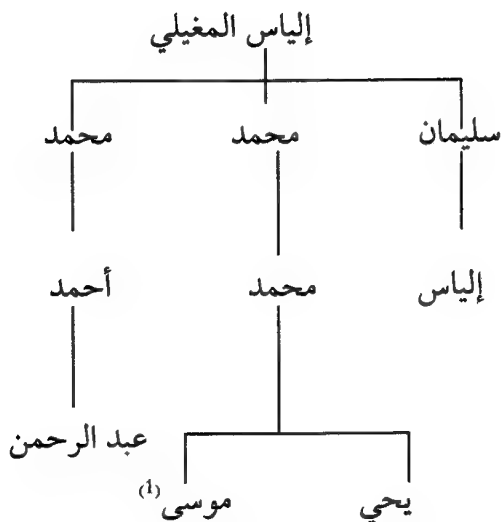 إلياس المغيلي
سليمان محمد محمد
إلياس محمد أحمد
عبد الرحمن
يحي موسى (1)